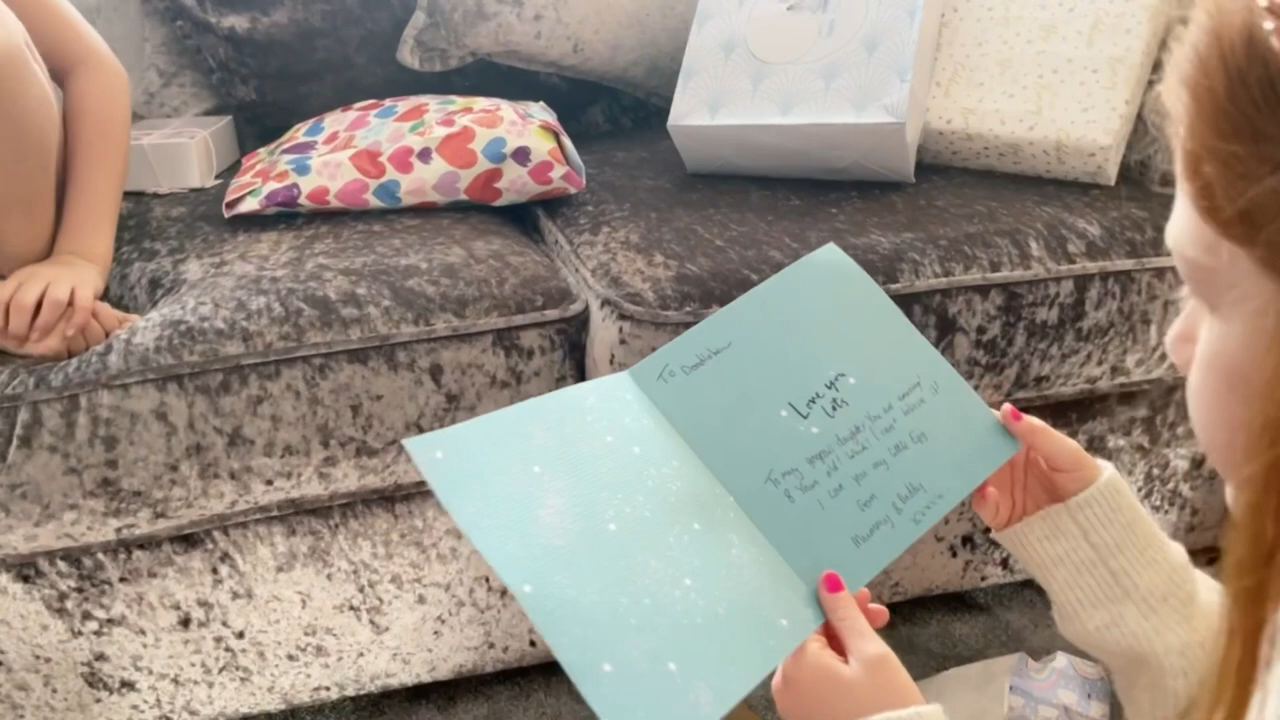 To
Love you
lots
To my daughter You are amazing!
8 Years old! Wow! I can't believe it!
I Love you my little Egg
From
Mummy & Daddy
xxxxx